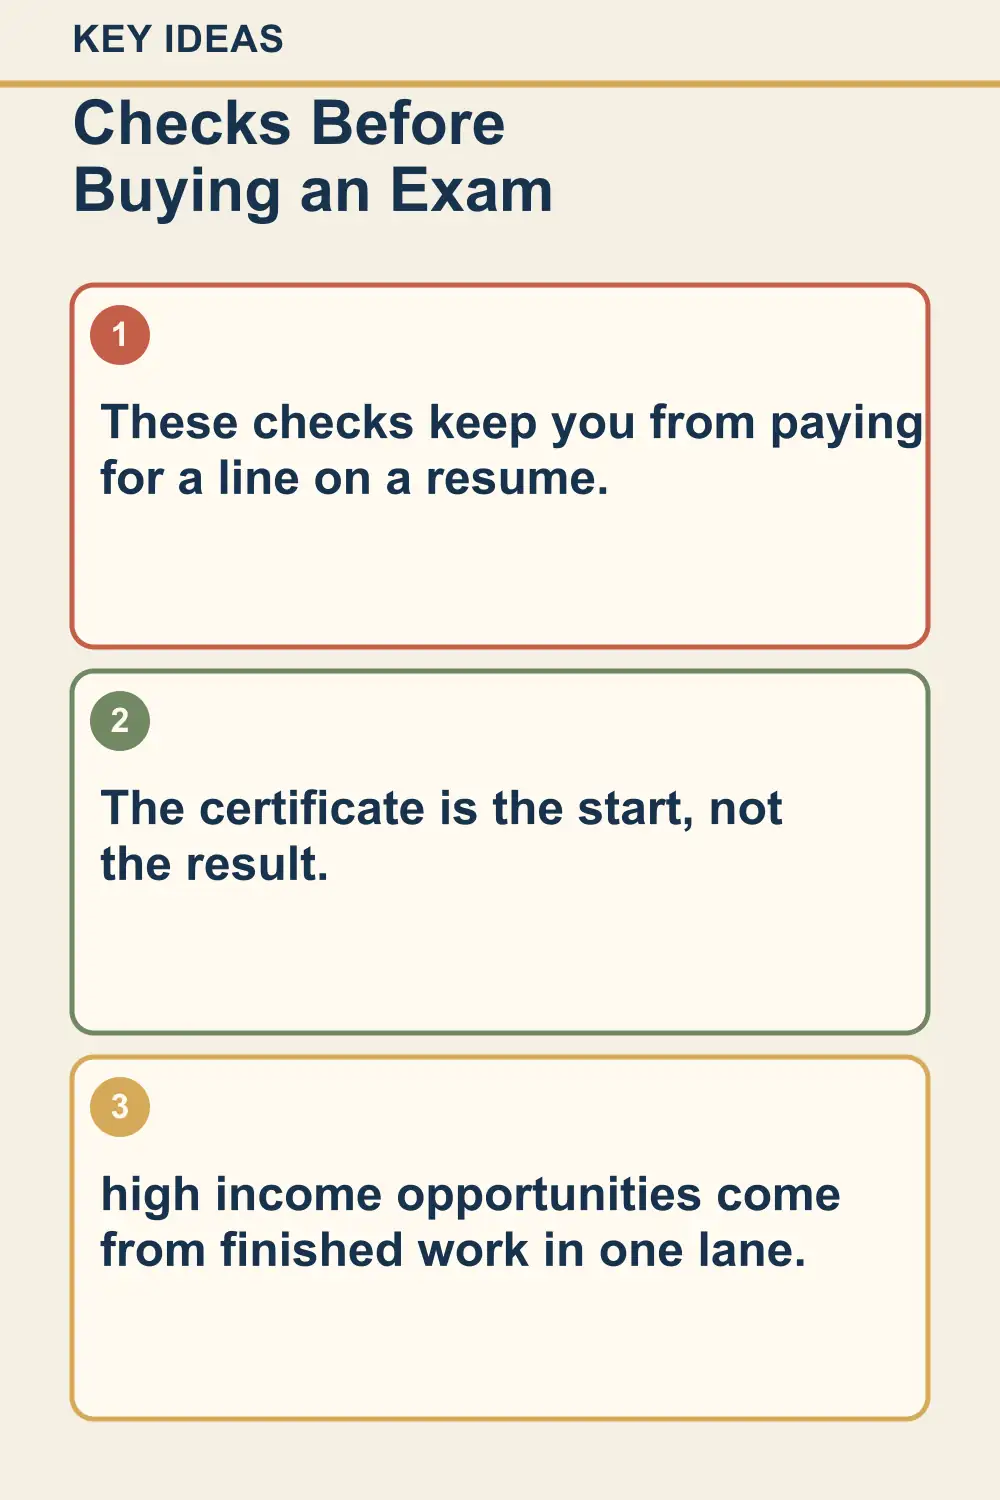 KEY IDEAS
Checks Before
Buying an Exam
1
These checks keep you from paying
for a line on a resume.
2
The certificate is the start, not
the result.
3
high income opportunities come
from finished work in one lane.